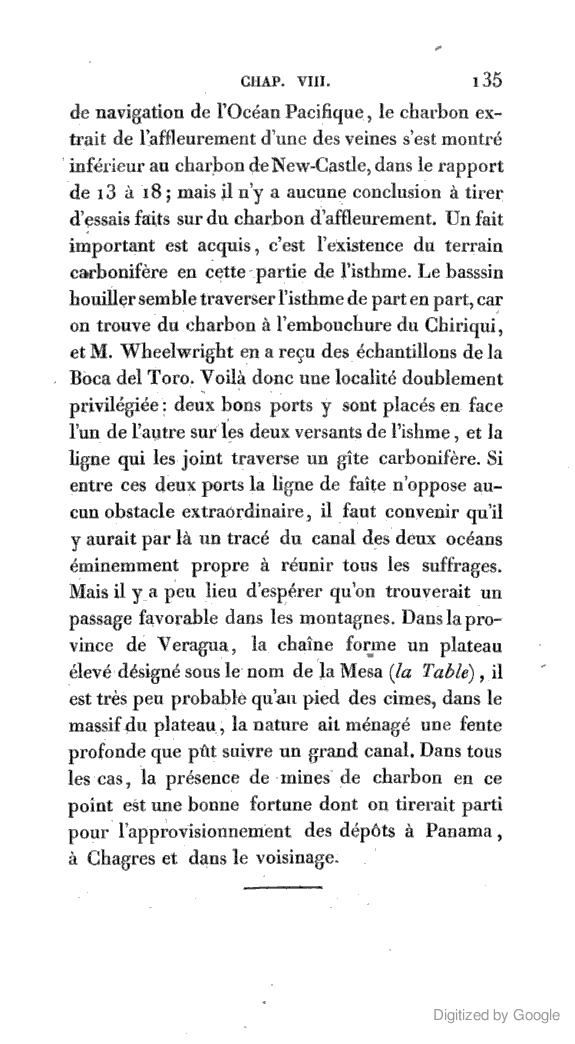 CHAP. VIII. 135
de navigation de l'Océan Pacifique, le charbon ex-
trait de l'affleurement d'une des veines s'est montré
inférieur au charbon de New-Castle, dans le rapport
de 13 à 18; mais il n'y a aucune conclusion à tirer
d'essais faits sur du charbon d'affleurement. Un fait
important est acquis, c'est l'existence du terrain
carbonifère en cette partie de l'isthme. Le basssin
houiller semble traverser l'isthme de part en part, car
on trouve du charbon à l'embouchure du Chiriqui,
et M. Wheelwright en a reçu des échantillons de la
Boca del Toro. Voilà donc une localité doublement
privilégiée: deux bons ports y sont placés en face
l'un de l'autre sur les deux versants de l'ishme, et la
ligne qui les joint traverse un gîte carbonifère. Si
entre ces deux ports la ligne de faîte n'oppose au-
cun obstacle extraordinaire, il faut convenir qu'il
y aurait par là un tracé du canal des deux océans
éminemment propre à réunir tous les suffrages.
Mais il y a peu lieu d'espérer qu'on trouverait un
passage favorable dans les montagnes. Dans la pro-
vince de Veragua, la chaîne forme un plateau
élevé désigné sous le nom de la Mesa (la Table), il
est très peu probable qu'au pied des cimes, dans le
massif du plateau, la nature ait ménagé une fente
profonde que pût suivre un grand canal. Dans tous
les cas, la présence de mines de charbon en ce
point est une bonne fortune dont on tirerait parti
pour l'approvisionnement des dépôts à Panama,
à Chagres et dans le voisinage.
Digitized by Google